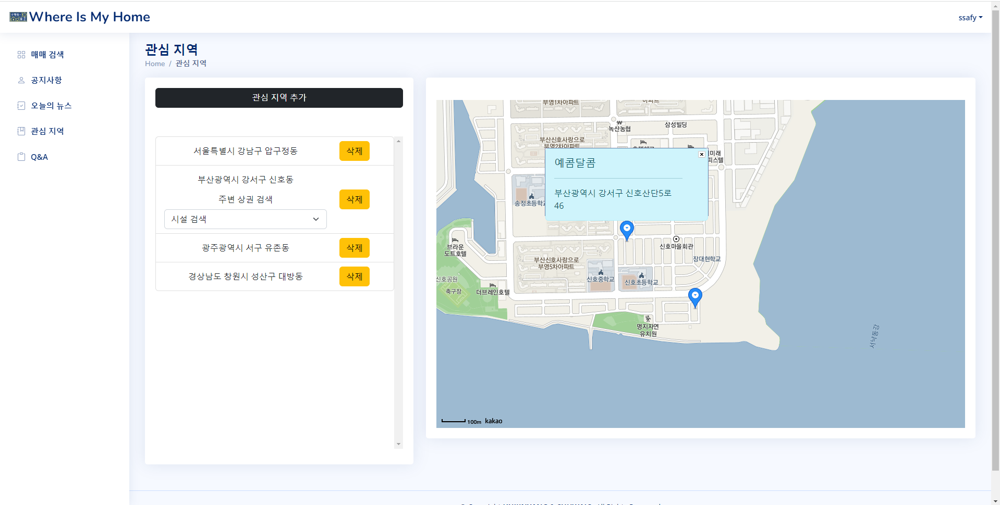 Where Is My Home
ssafy
매매 검색
공지사항
오늘의 뉴스
관심 지역
Q&A
관심 지역
Home / 관심 지역
관심 지역 추가
서울특별시 강남구 압구정동
삭제
부산광역시 강서구 신호동
주변 상권 검색
시설 검색
삭제
광주광역시 서구 유촌동
삭제
경상남도 창원시 성산구 대방동
삭제
부영1차아파트
아파트
녹산농협
삼성빌딩
부산신호사랑으로
부영2차아파트
미래
피스텔
예콤달콤
부산광역시 강서구 신호산단5로
46
송정초등학교
신호마을회관
장대현학교
브라운
도트호텔
부산신호사랑으로
부영5차아파트
신호중학교
신호초등학교
신호공원
축구장
더브레인호텔
명지자연
유치원
서낙동강
100m kakao